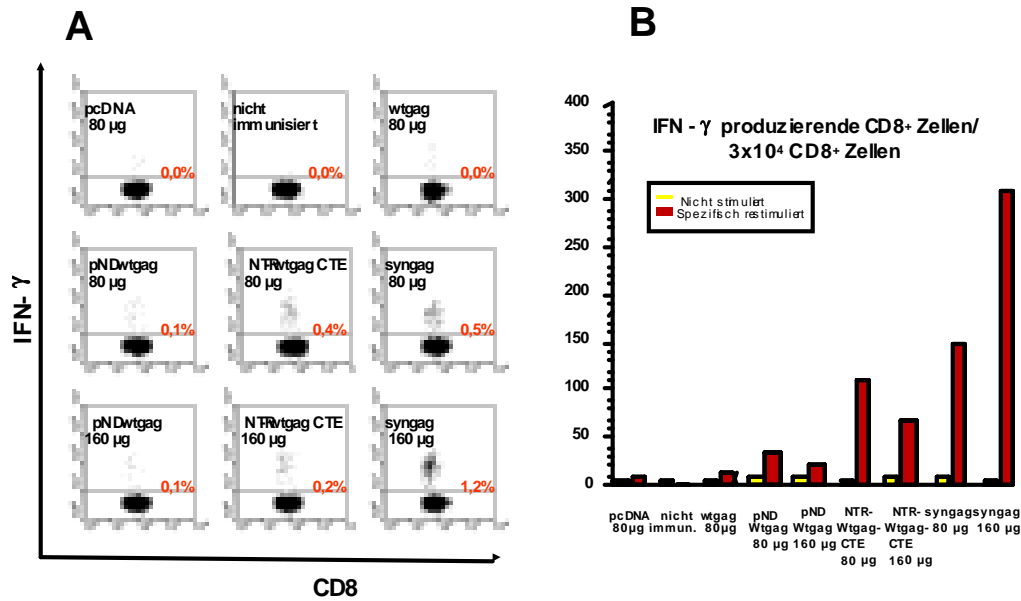 A
pcDNA
80 µg
0,0%
nicht
immunisiert
0,0%
wtgag
80 µg
0,0%
pNDwtgag
80 µg
0,1%
NTRwtgag CTE
80 µg
0,4%
syngag
80 µg
0,5%
pNDwtgag
160 µg
0,1%
NTRwtgag CTE
160 µg
0,2%
syngag
160 µg
1,2%
IFN- γ
CD8
B
IFN - γ produzierende CD8+ Zellen/
3x10⁴ CD8+ Zellen
Nicht stimuliert
Spezifisch restimuliert
400
350
300
250
200
150
100
50
0
pcDNA
80µg
nicht
immun.
wtgag
80µg
pND
Wtgag
80 µg
pND
Wtgag
160 µg
NTR-
Wtgag-
CTE
80 µg
NTR-
Wtgag-
CTE
160 µg
syngag
80 µg
syngag
160 µg